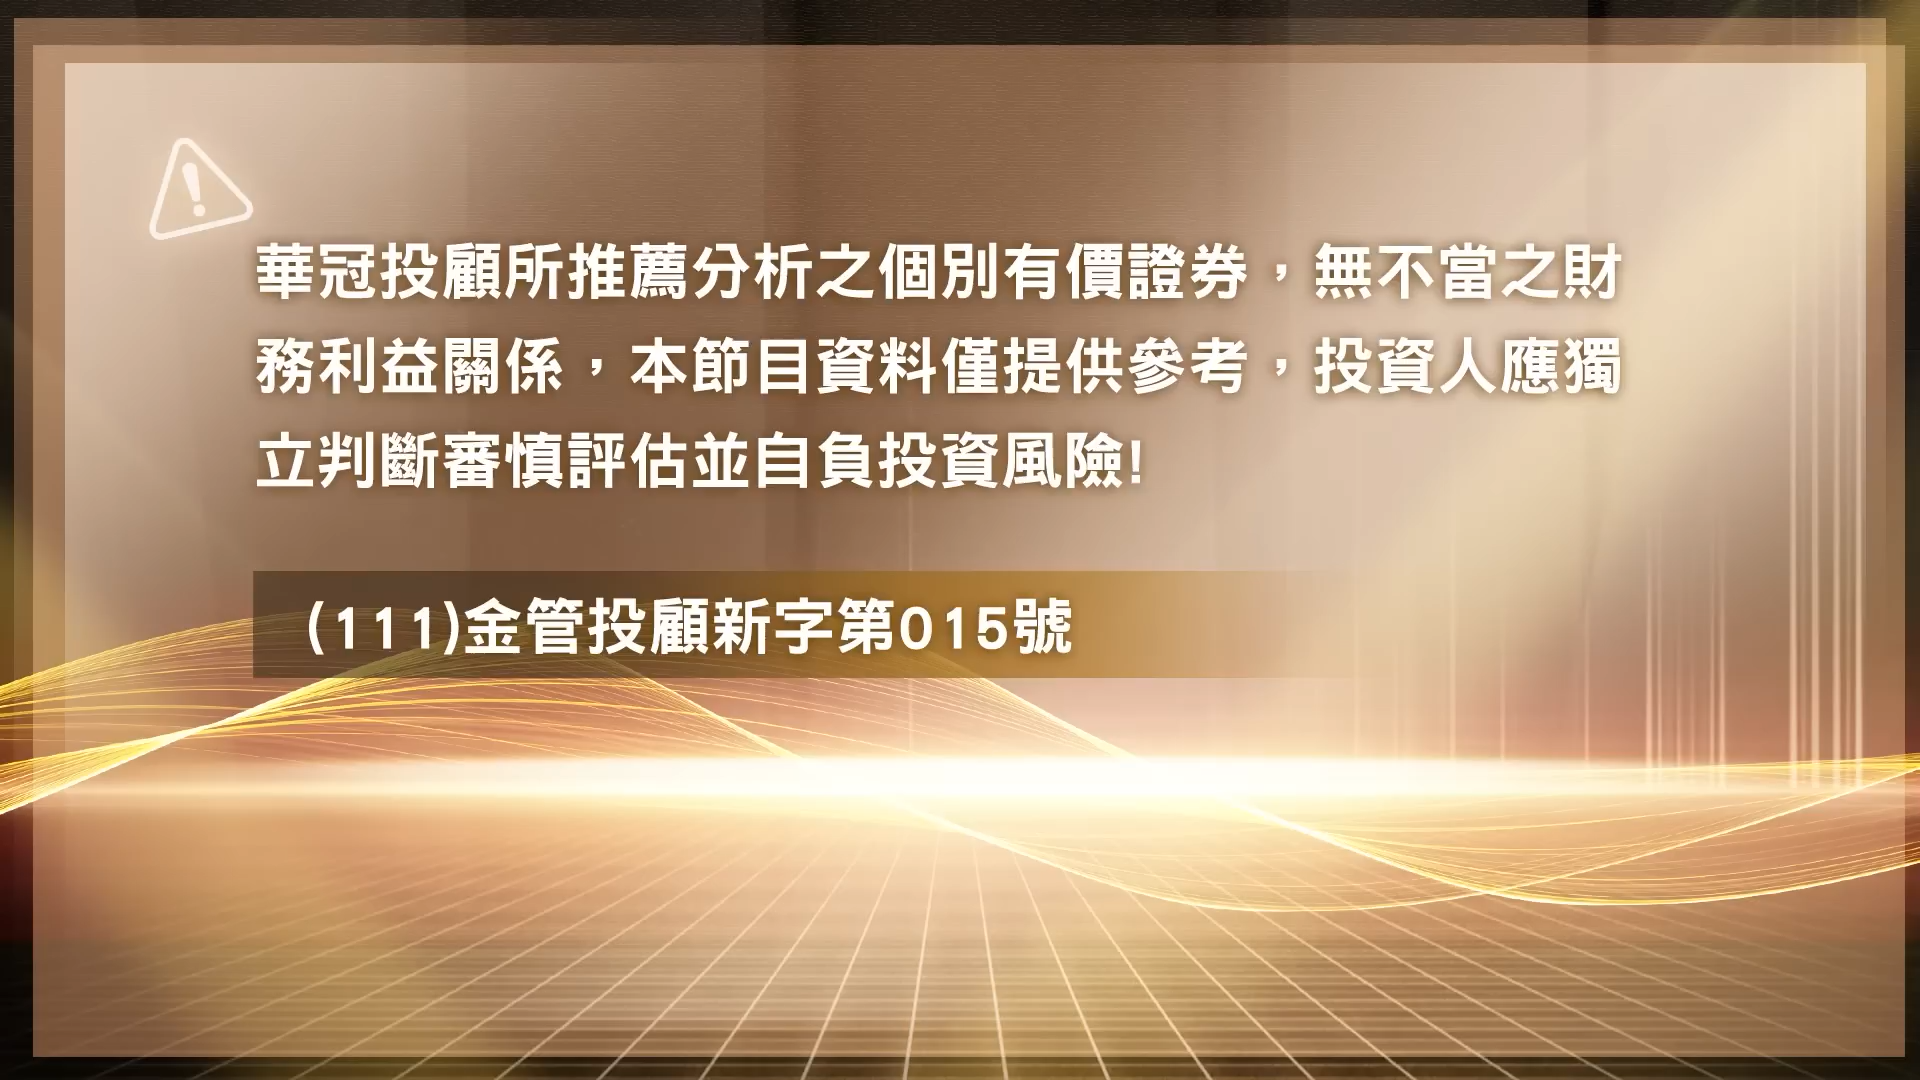 華冠投顧所推薦分析之個別有價證券，無不當之財
務利益關係，本節目資料僅提供參考，投資人應獨
立判斷審慎評估並自負投資風險!
(111)金管投顧新字第015號